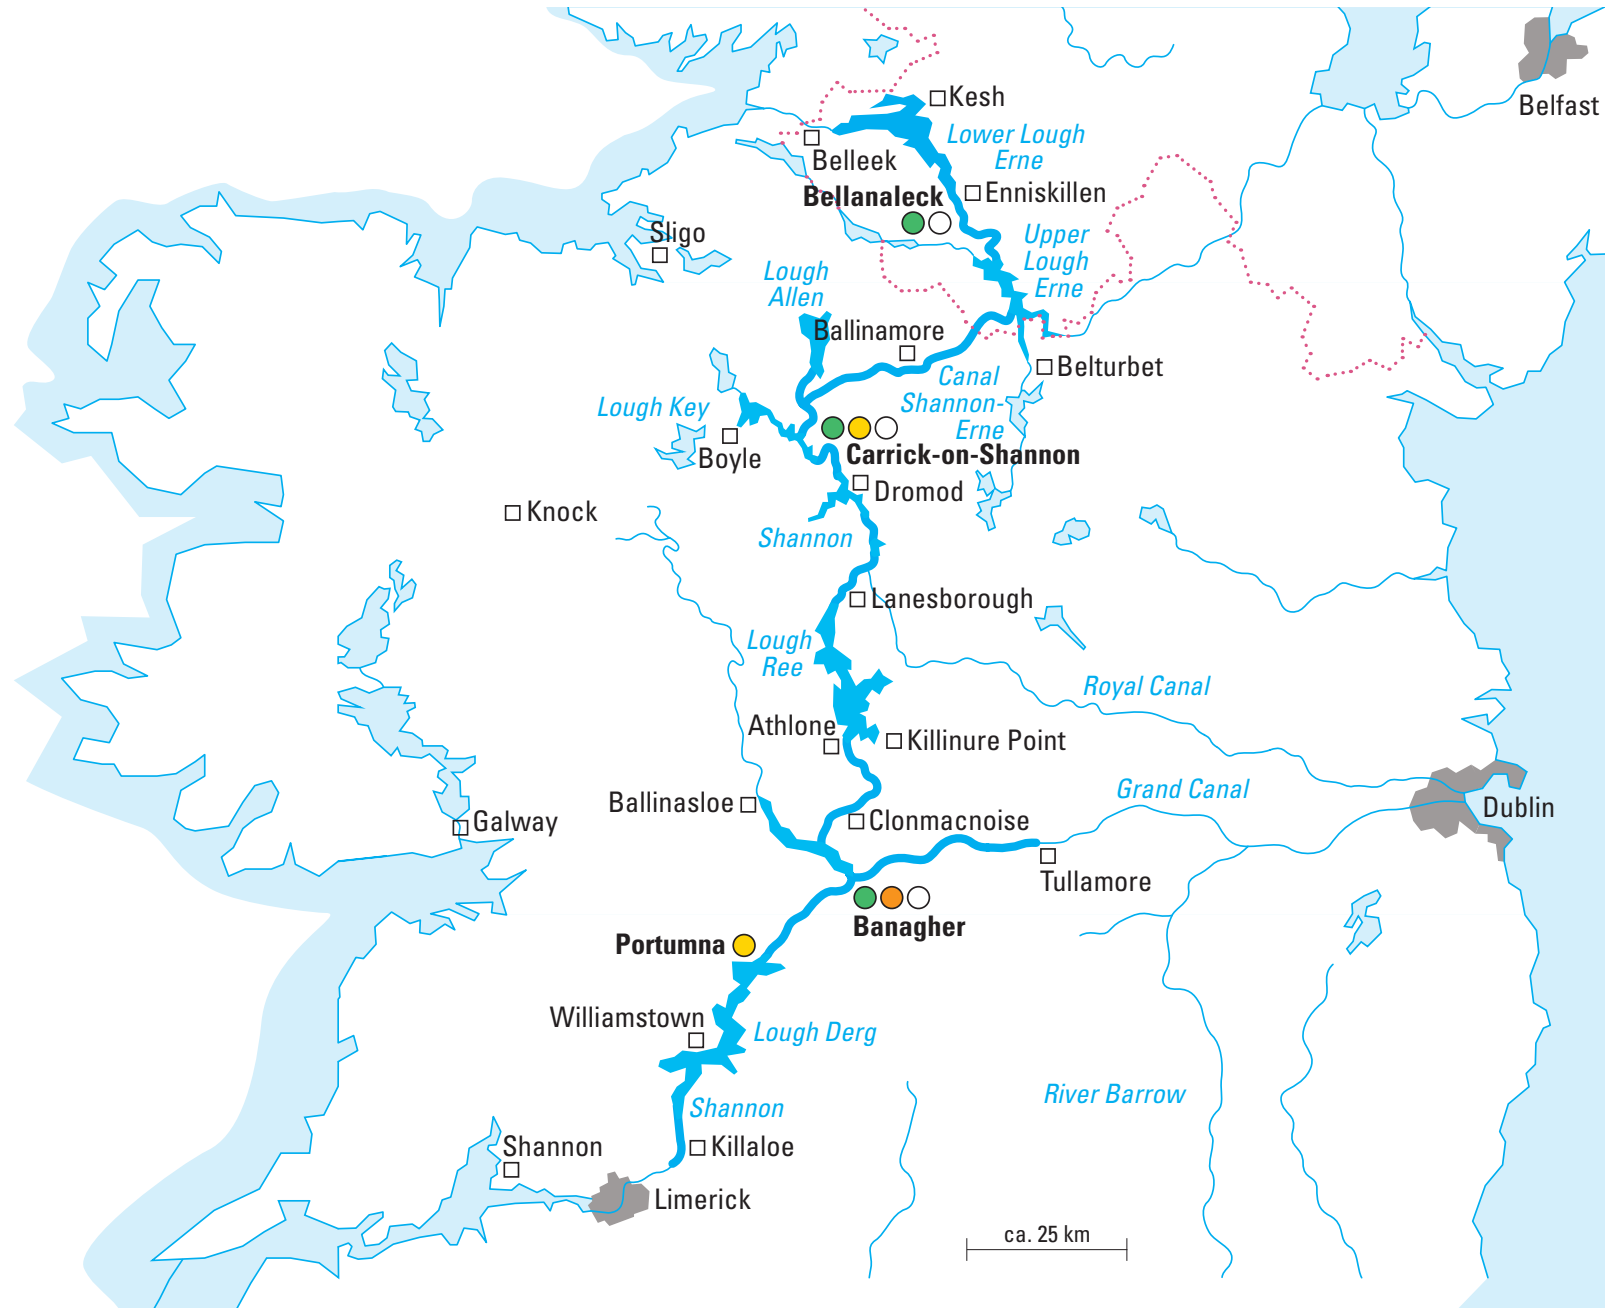 Kesh
Belfast
Lower Lough
Erne
Belleek
Bellanaleck
Enniskillen
Sligo
Upper
Lough
Erne
Lough
Allen
Ballinamore
Belturbet
Canal
Shannon-
Erne
Lough Key
Boyle
Carrick-on-Shannon
Dromod
Knock
Shannon
Lanesborough
Lough
Ree
Royal Canal
Athlone
Killinure Point
Grand Canal
Ballinasloe
Galway
Clonmacnoise
Dublin
Tullamore
Banagher
Portumna
Williamstown
Lough Derg
River Barrow
Shannon
Shannon
Killaloe
Limerick
ca. 25 km